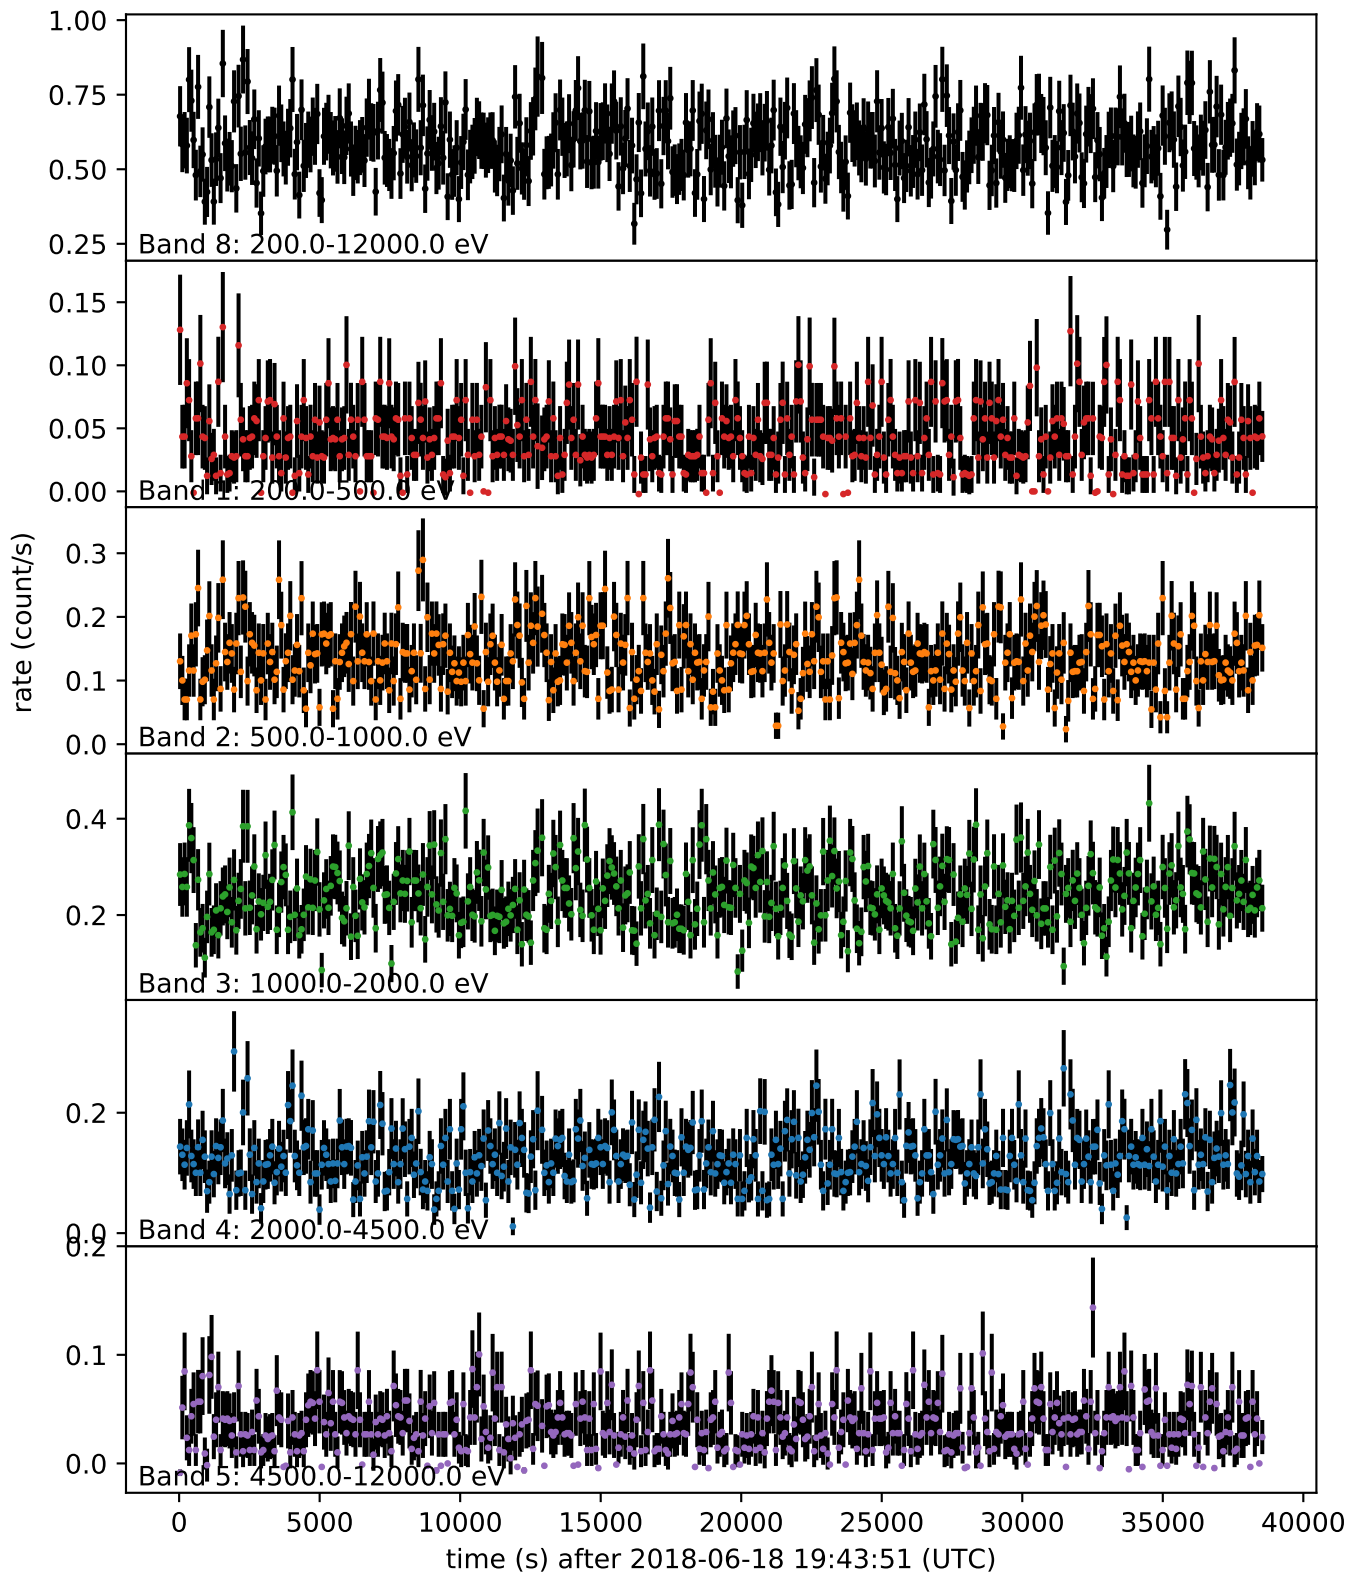 1.00
0.75
0.50
0.25
Band 8: 200.0-12000.0 eV
0.15
0.10
0.05
0.00
Band 1: 200.0-500.0 eV
0.3
0.2
0.1
0.0
Band 2: 500.0-1000.0 eV
rate (count/s)
0.4
0.2
Band 3: 1000.0-2000.0 eV
0.2
0.0
Band 4: 2000.0-4500.0 eV
0.2
0.1
0.0
Band 5: 4500.0-12000.0 eV
0 5000 10000 15000 20000 25000 30000 35000 40000
time (s) after 2018-06-18 19:43:51 (UTC)